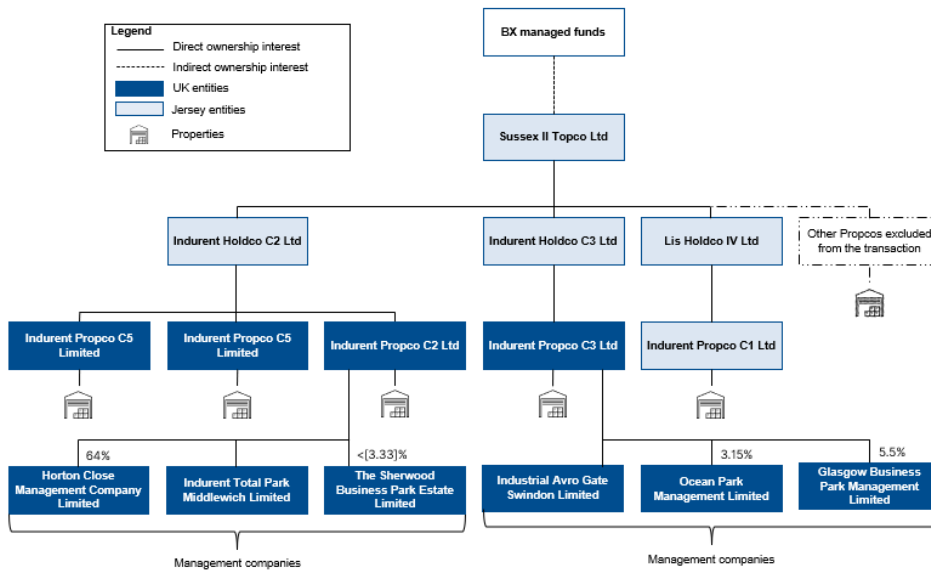 Legend
Direct ownership interest
Indirect ownership interest
UK entities
Jersey entities
Properties
BX managed funds
Sussex II Topco Ltd
Indurent Holdco C2 Ltd
Indurent Holdco C3 Ltd
Lis Holdco IV Ltd
Other Propcos excluded
from the transaction
Indurent Propco C5
Limited
Indurent Propco C5
Limited
Indurent Propco C2 Ltd
Indurent Propco C3 Ltd
Indurent Propco C1 Ltd
64%
<[3.33]%
3.15%
5.5%
Horton Close
Management Company
Limited
Indurent Total Park
Middlewich Limited
The Sherwood
Business Park Estate
Limited
Industrial Avro Gate
Swindon Limited
Ocean Park
Management Limited
Glasgow Business
Park Management
Limited
Management companies
Management companies